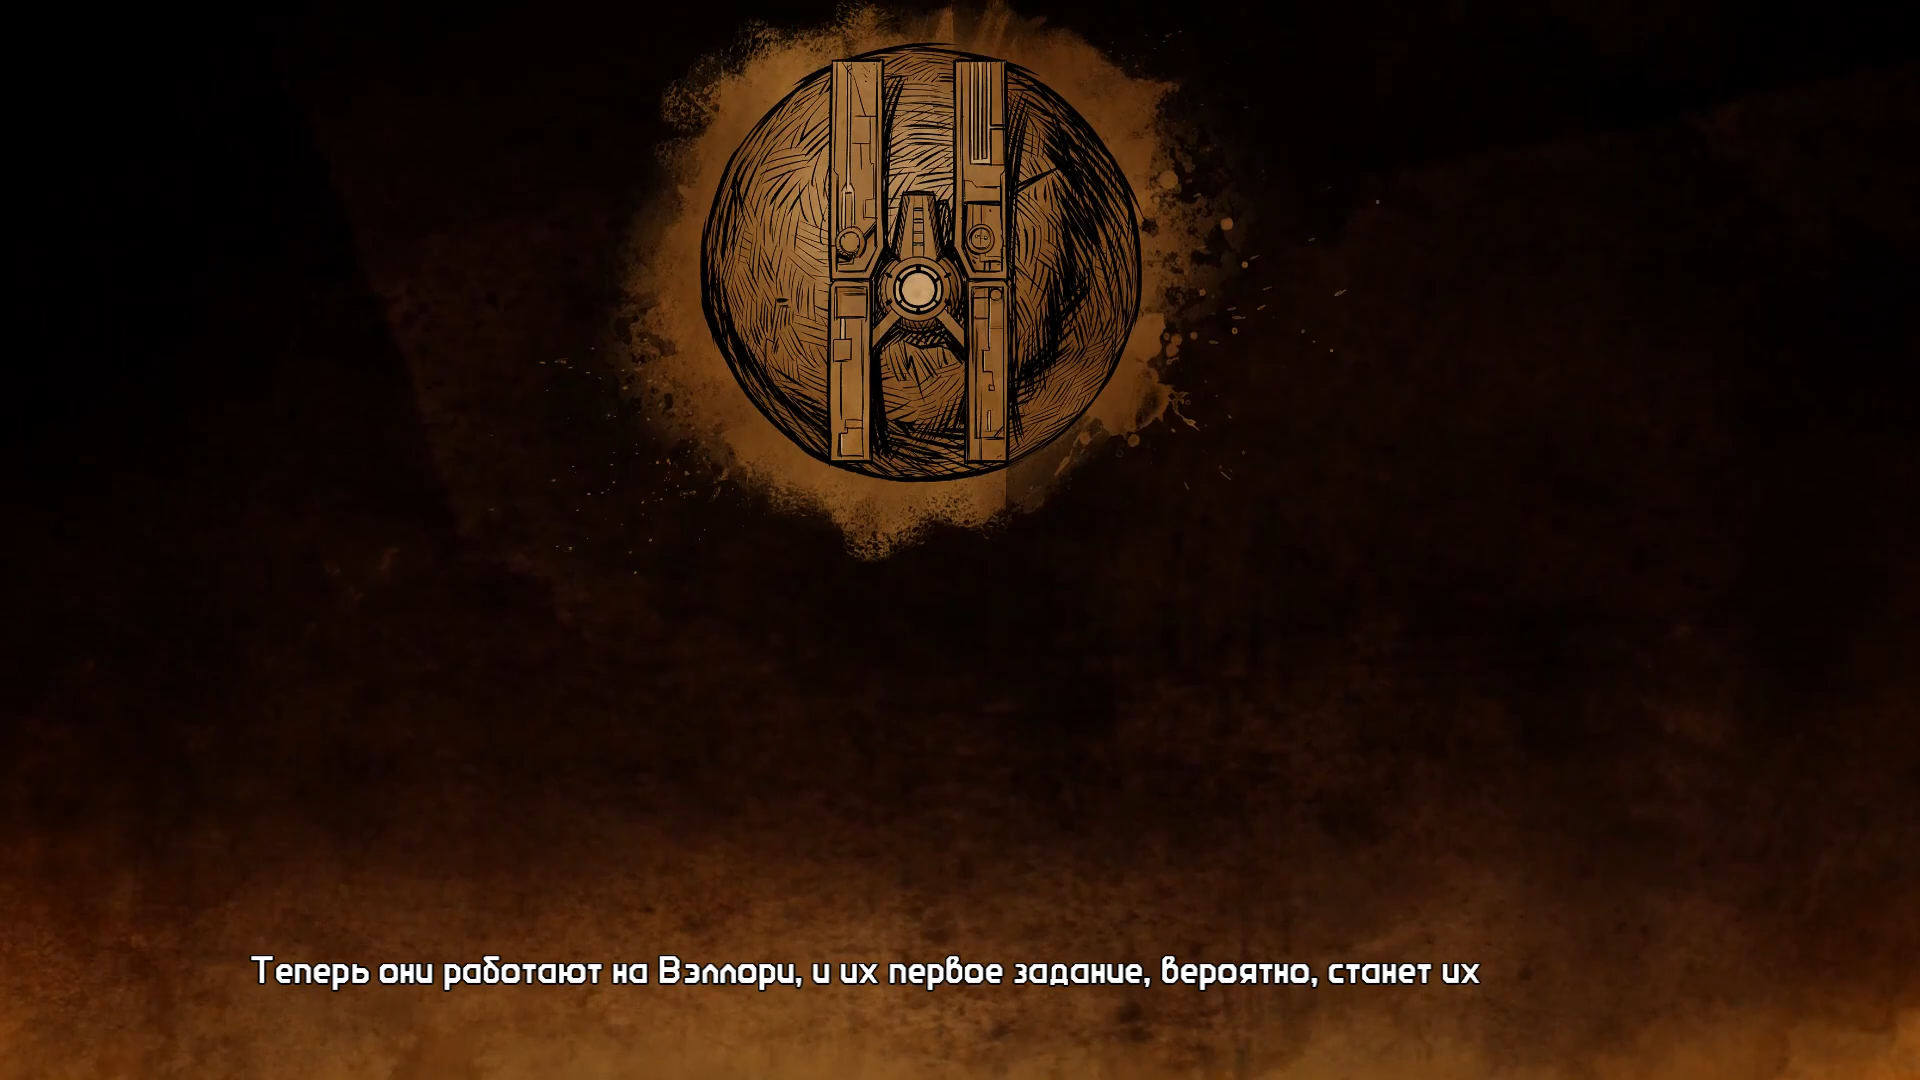 Теперь они работают на Вэллори, и их первое задание, вероятно, станет их